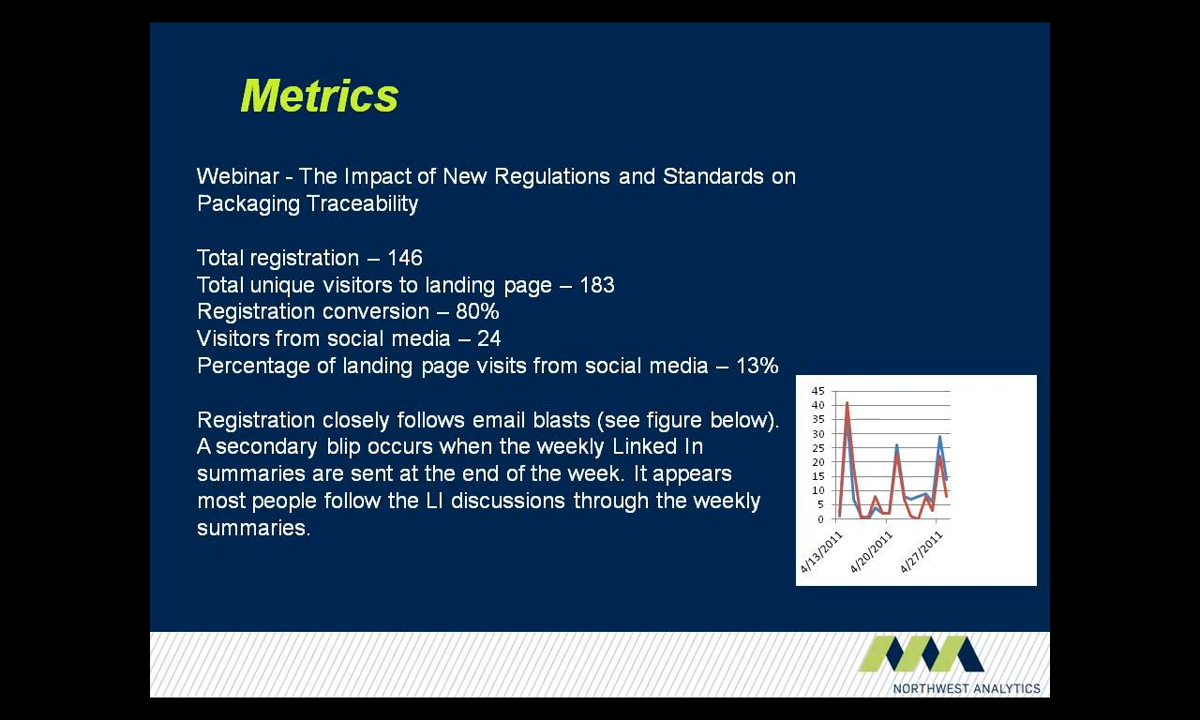 Metrics
Webinar - The Impact of New Regulations and Standards on
Packaging Traceability
Total registration – 146
Total unique visitors to landing page – 183
Registration conversion – 80%
Visitors from social media – 24
Percentage of landing page visits from social media – 13%
Registration closely follows email blasts (see figure below).
A secondary blip occurs when the weekly Linked In
summaries are sent at the end of the week. It appears
most people follow the LI discussions through the weekly
summaries.
45
40
35
30
25
20
15
10
5
0
4/13/2011
4/20/2011
4/27/2011
NORTHWEST ANALYTICS